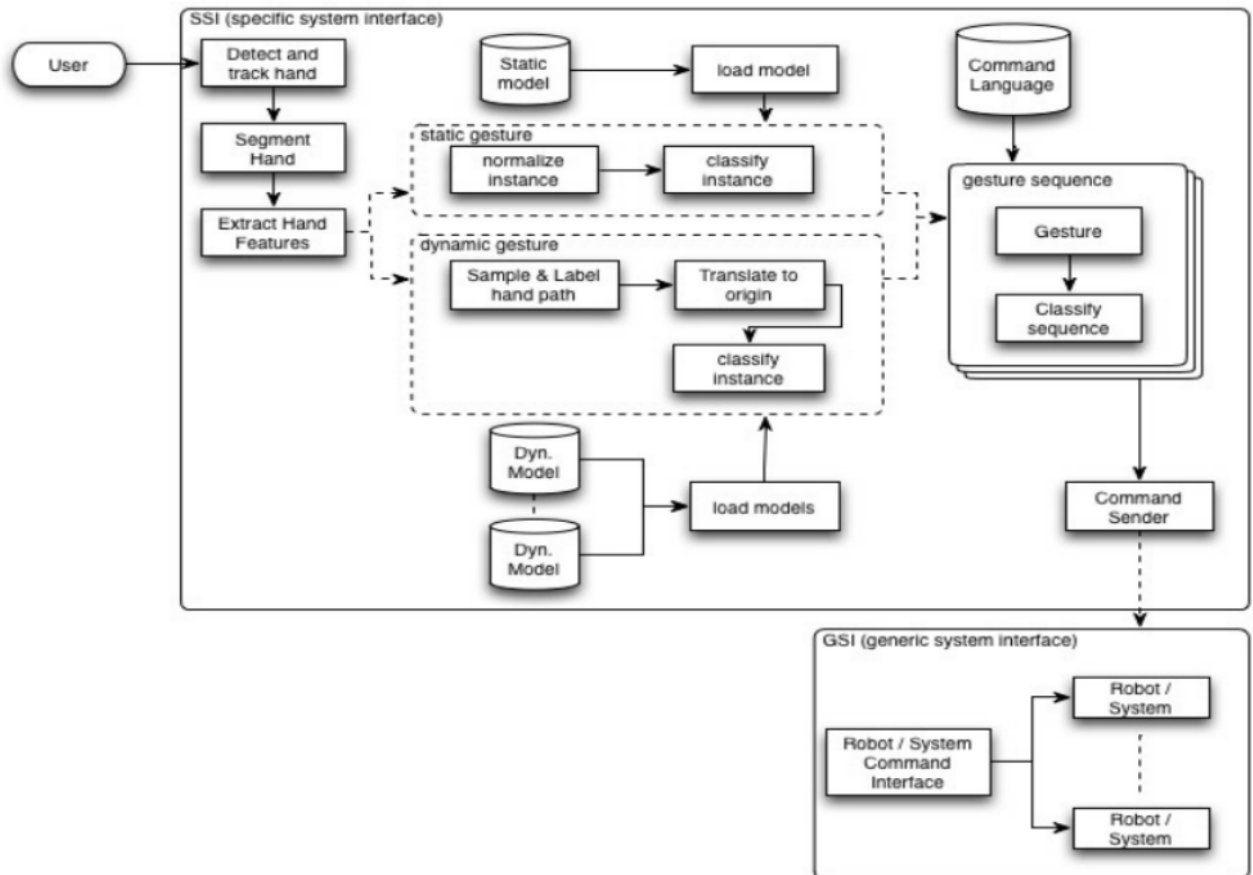 SSI (specific system interface)
User
Detect and
track hand
Segment
Hand
Extract Hand
Features
Static
model
load model
static gesture
normalize
instance
classify
instance
dynamic gesture
Sample & Label
hand path
Translate to
origin
classify
instance
Dyn.
Model
Dyn.
Model
load models
Command
Language
gesture sequence
Gesture
Classify
sequence
Command
Sender
GSI (generic system interface)
Robot / System
Command
Interface
Robot /
System
Robot /
System